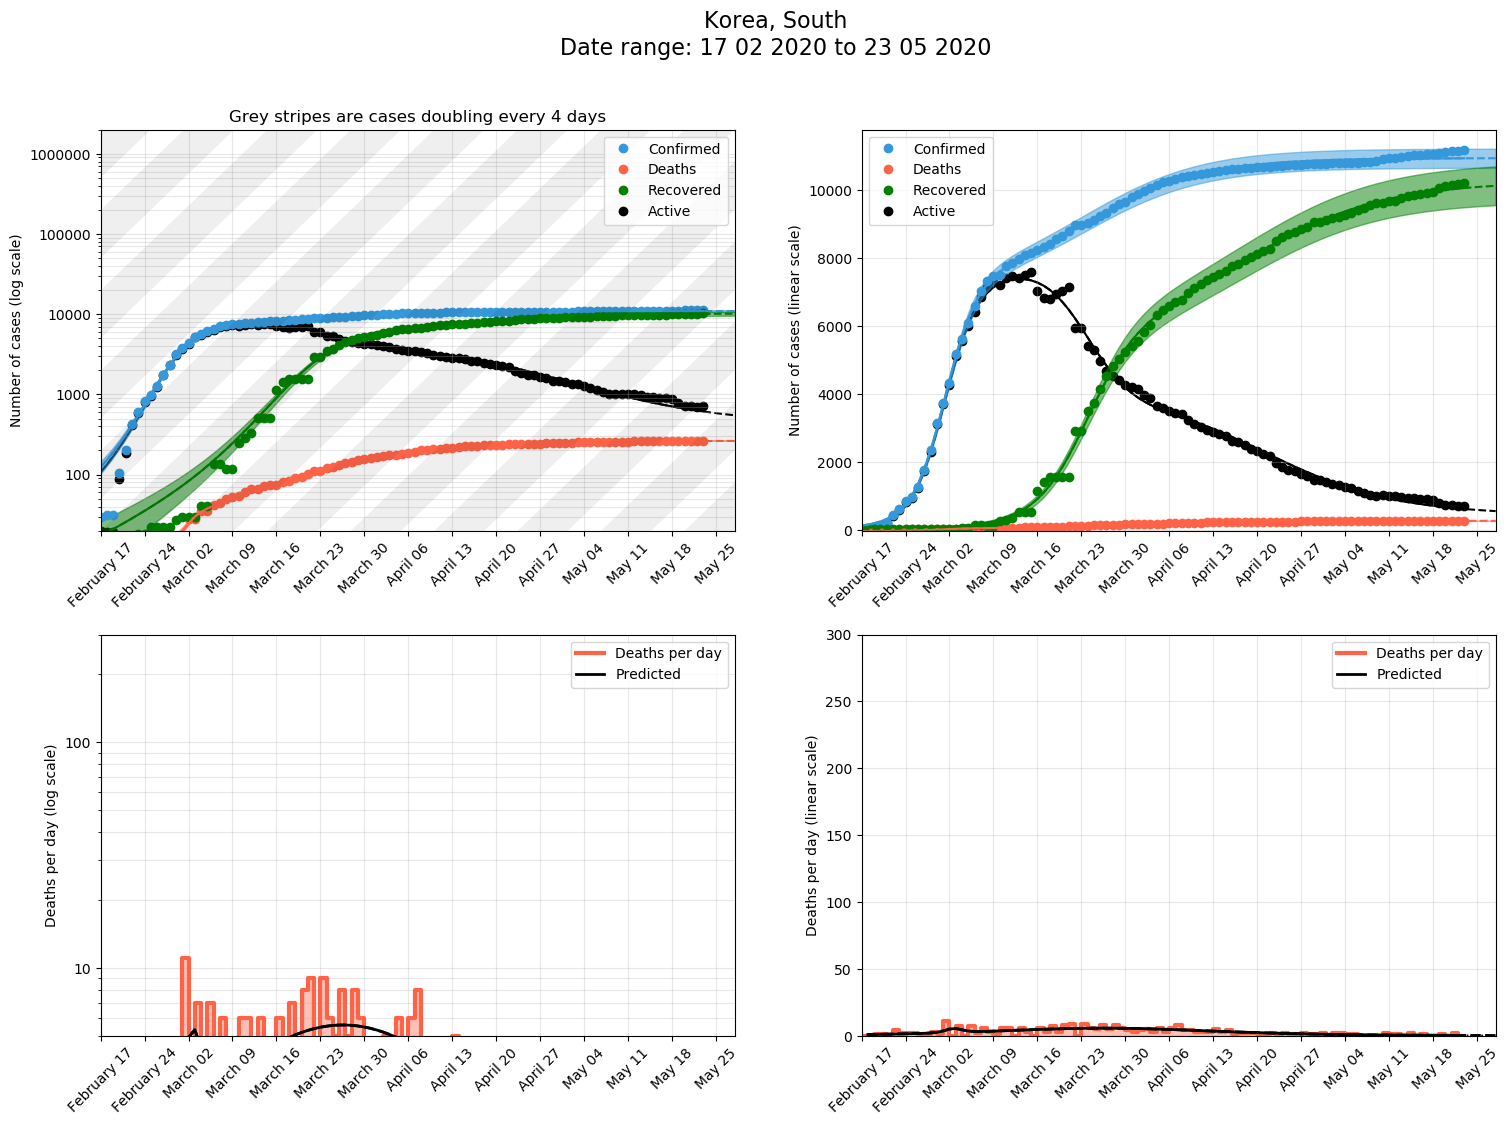 Korea, South
Date range: 17 02 2020 to 23 05 2020
Grey stripes are cases doubling every 4 days
Number of cases (log scale)
1000000
100000
10000
1000
100
Confirmed
Deaths
Recovered
Active
February 17
February 24
March 02
March 09
March 16
March 23
March 30
April 06
April 13
April 20
April 27
May 04
May 11
May 18
May 25
Number of cases (linear scale)
10000
8000
6000
4000
2000
0
Confirmed
Deaths
Recovered
Active
February 17
February 24
March 02
March 09
March 16
March 23
March 30
April 06
April 13
April 20
April 27
May 04
May 11
May 18
May 25
Deaths per day (log scale)
100
10
Deaths per day
Predicted
February 17
February 24
March 02
March 09
March 16
March 23
March 30
April 06
April 13
April 20
April 27
May 04
May 11
May 18
May 25
Deaths per day (linear scale)
300
250
200
150
100
50
0
Deaths per day
Predicted
February 17
February 24
March 02
March 09
March 16
March 23
March 30
April 06
April 13
April 20
April 27
May 04
May 11
May 18
May 25